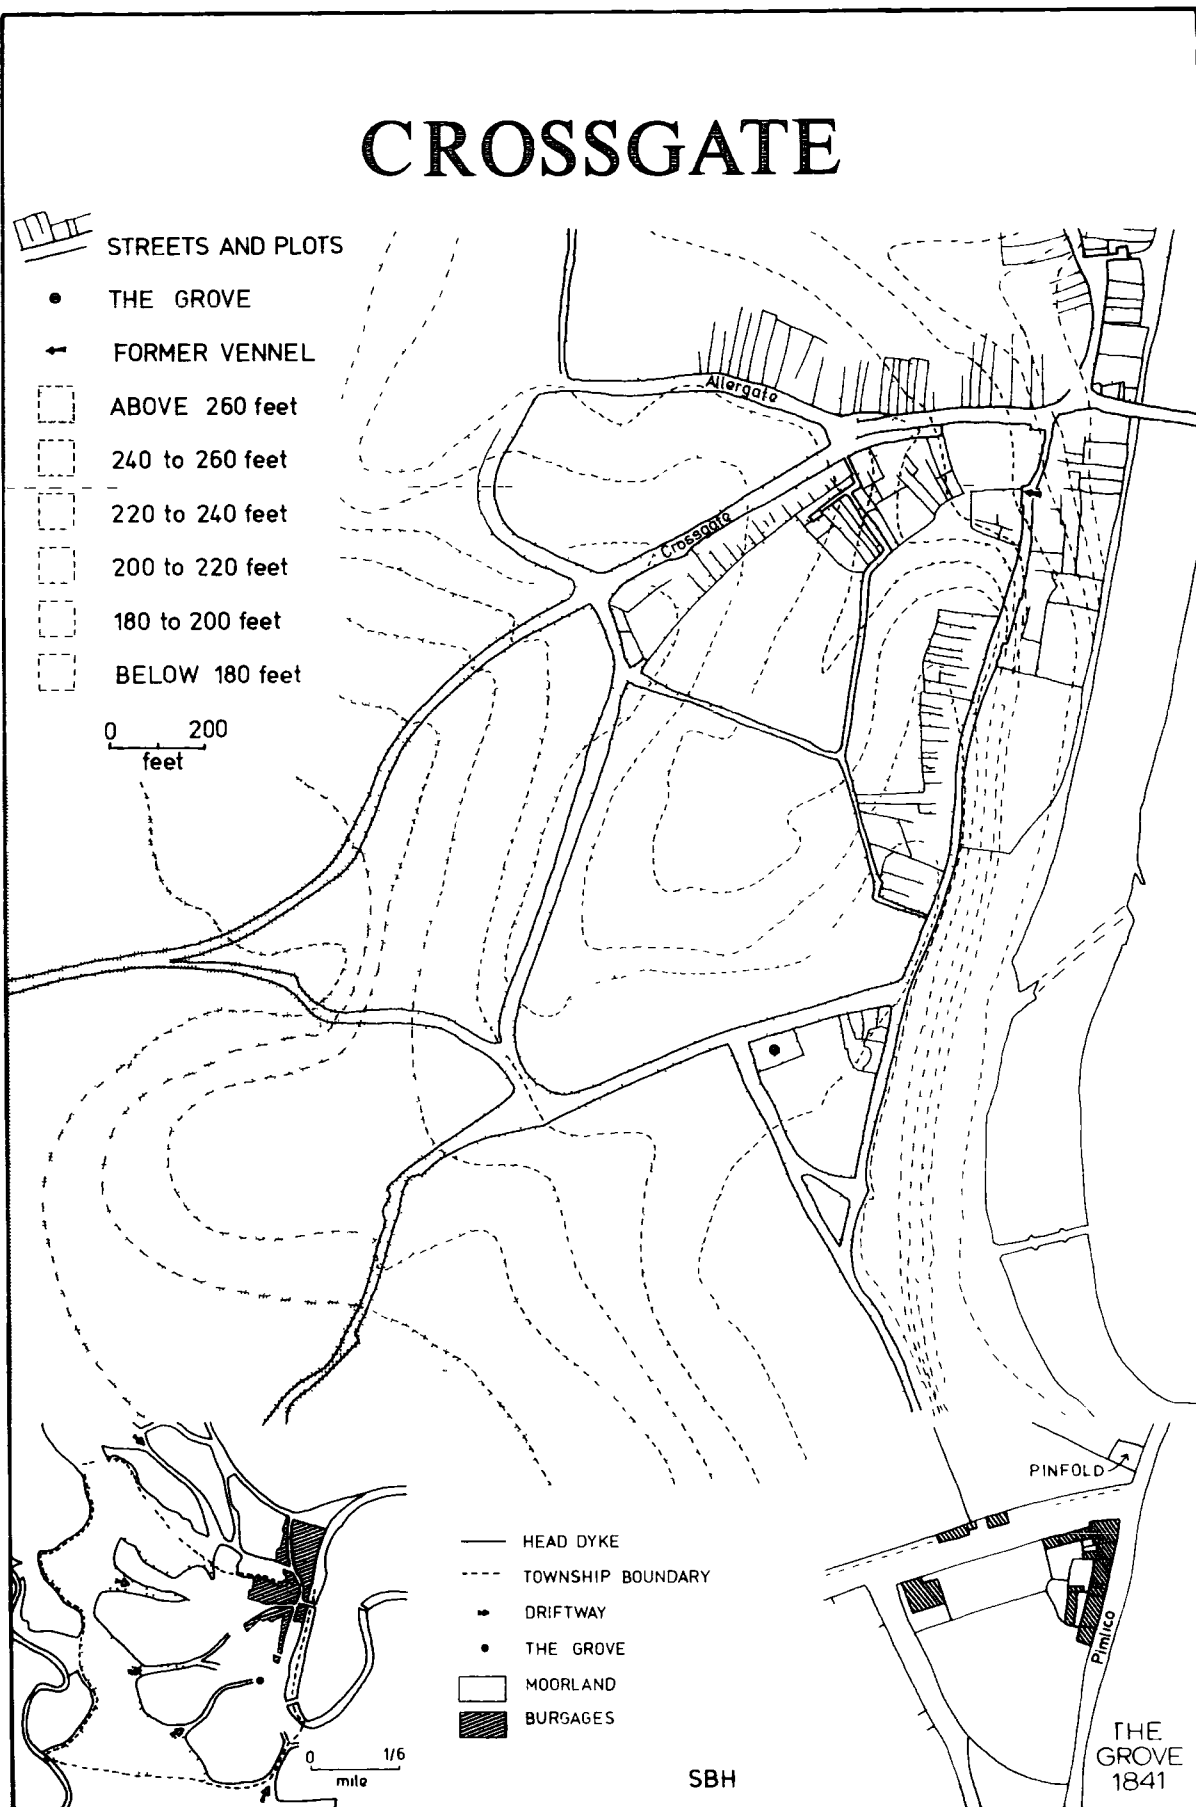 CROSSGATE
STREETS AND PLOTS
THE GROVE
FORMER VENNEL
ABOVE 260 feet
240 to 260 feet
220 to 240 feet
200 to 220 feet
180 to 200 feet
BELOW 180 feet
0 200
feet
Allergate
Crossgate
PINFOLD
HEAD DYKE
TOWNSHIP BOUNDARY
DRIFTWAY
THE GROVE
MOORLAND
BURGAGES
0 1/6
mile
SBH
Pimlico
THE
GROVE
1841